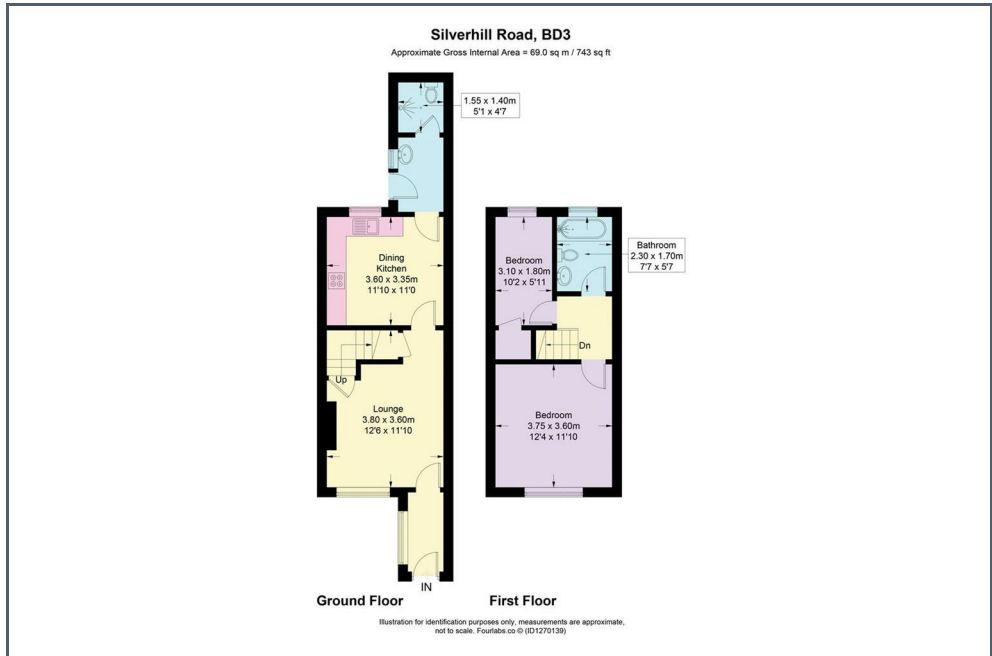 Silverhill Road, BD3
Approximate Gross Internal Area = 69.0 sq m / 743 sq ft
1.55 x 1.40m
5'1 x 4'7
Dining
Kitchen
3.60 x 3.35m
11'10 x 11'0
Up
Lounge
3.80 x 3.60m
12'6 x 11'10
IN
Ground Floor
Bedroom
3.10 x 1.80m
10'2 x 5'11
Bathroom
2.30 x 1.70m
7'7 x 5'7
Dn
Bedroom
3.75 x 3.60m
12'4 x 11'10
First Floor
Illustration for identification purposes only, measurements are approximate,
not to scale. Fourlabs.co © (ID1270139)